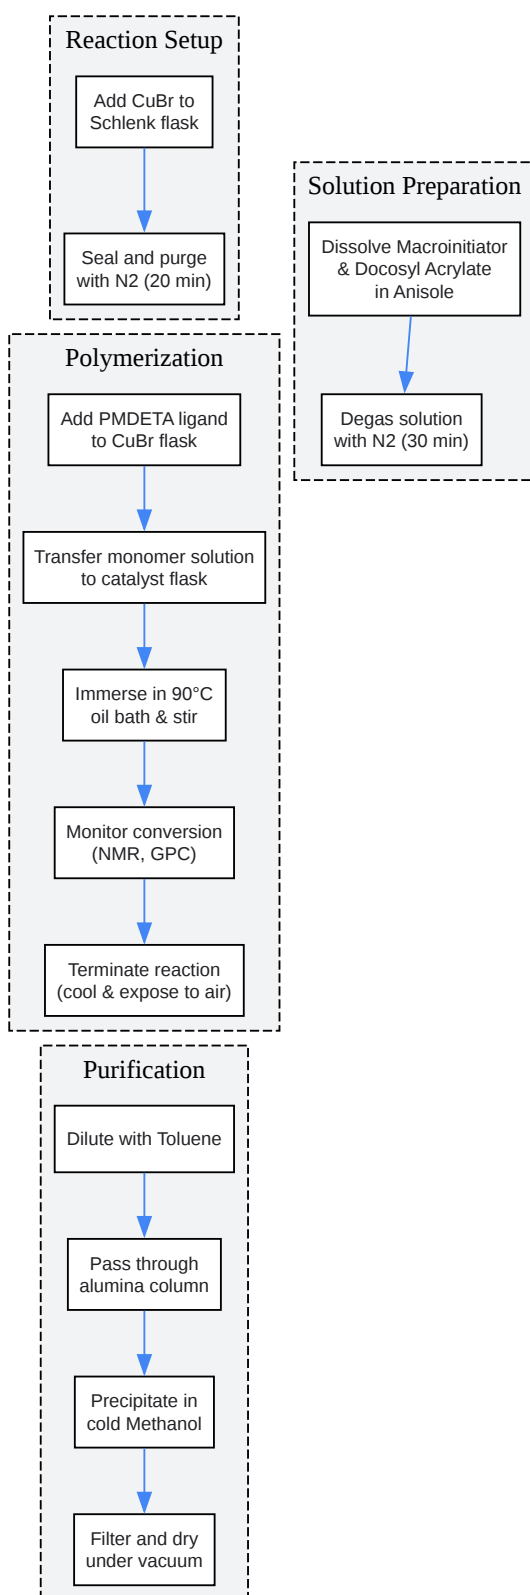 Reaction Setup
Add CuBr to
Schlenk flask
Seal and purge
with N2 (20 min)
Solution Preparation
Dissolve Macroinitiator
& Docosyl Acrylate
in Anisole
Degas solution
with N2 (30 min)
Polymerization
Add PMDETA ligand
to CuBr flask
Transfer monomer solution
to catalyst flask
Immerse in 90°C
oil bath & stir
Monitor conversion
(NMR, GPC)
Terminate reaction
(cool & expose to air)
Purification
Dilute with Toluene
Pass through
alumina column
Precipitate in
cold Methanol
Filter and dry
under vacuum